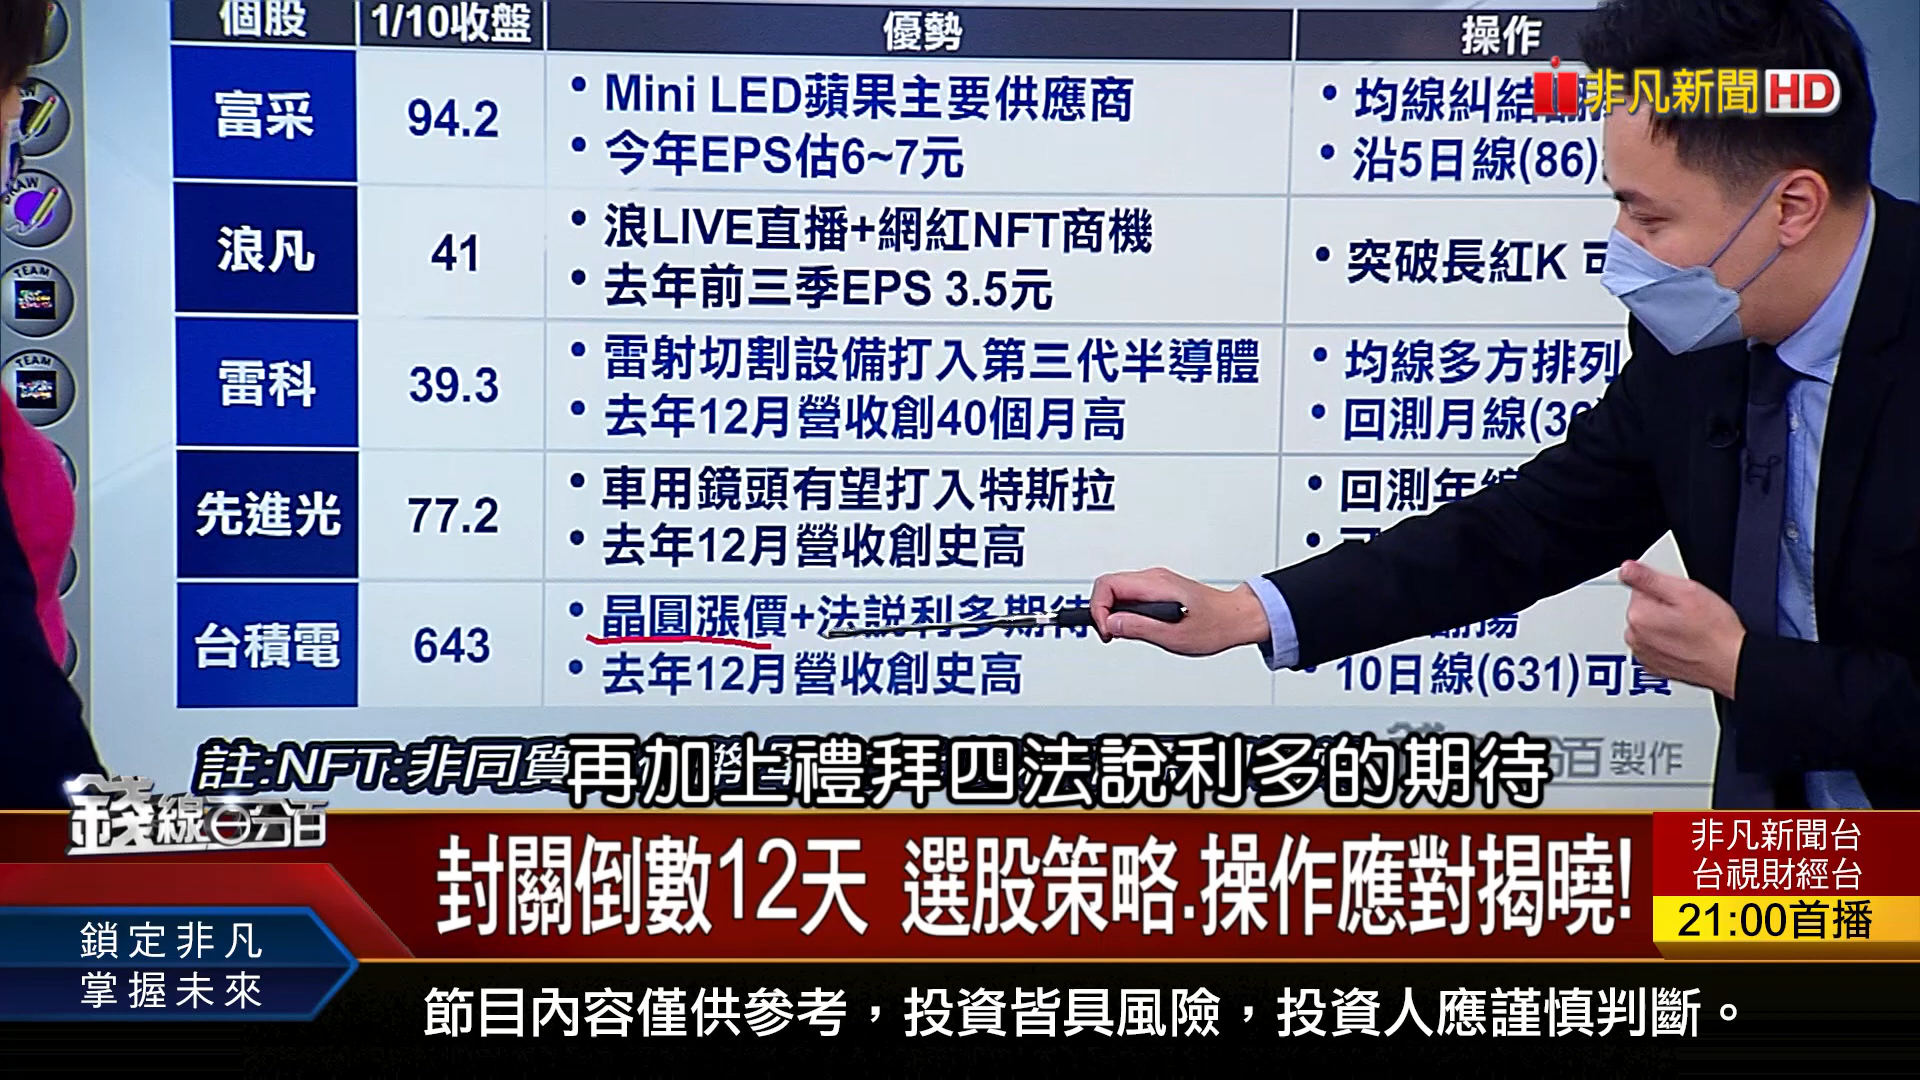 個股 1/10收盤 優勢 操作
非凡新聞HD
富采 94.2
• Mini LED蘋果主要供應商
• 今年EPS估6~7元
• 均線糾結
• 沿5日線(86)
浪凡 41
• 浪LIVE直播+網紅NFT商機
• 去年前三季EPS 3.5元
• 突破長紅K
雷科 39.3
• 雷射切割設備打入第三代半導體
• 去年12月營收創40個月高
• 均線多方排列
• 回測月線(3
先進光 77.2
• 車用鏡頭有望打入特斯拉
• 去年12月營收創史高
• 回測年線
台積電 643
• 晶圓漲價+法說利多期待
• 去年12月營收創史高
• 10日線(631)可買
註:NFT:非同質
百製作
再加上禮拜四法說利多的期待
錢線百分百
封關倒數12天 選股策略.操作應對揭曉!
非凡新聞台
台視財經台
21:00首播
鎖定非凡
掌握未來
節目內容僅供參考，投資皆具風險，投資人應謹慎判斷。